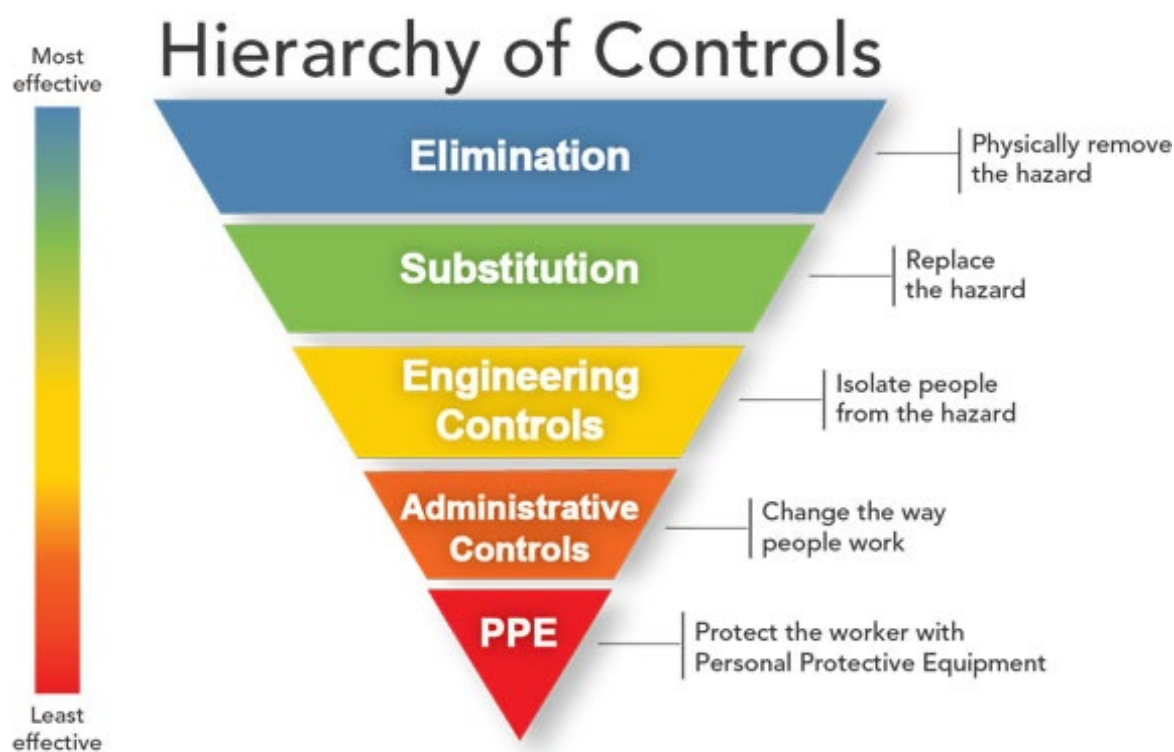 Hierarchy of Controls
Most
effective
Elimination
Physically remove
the hazard
Substitution
Replace
the hazard
Engineering
Controls
Isolate people
from the hazard
Administrative
Controls
Change the way
people work
PPE
Protect the worker with
Personal Protective Equipment
Least
effective